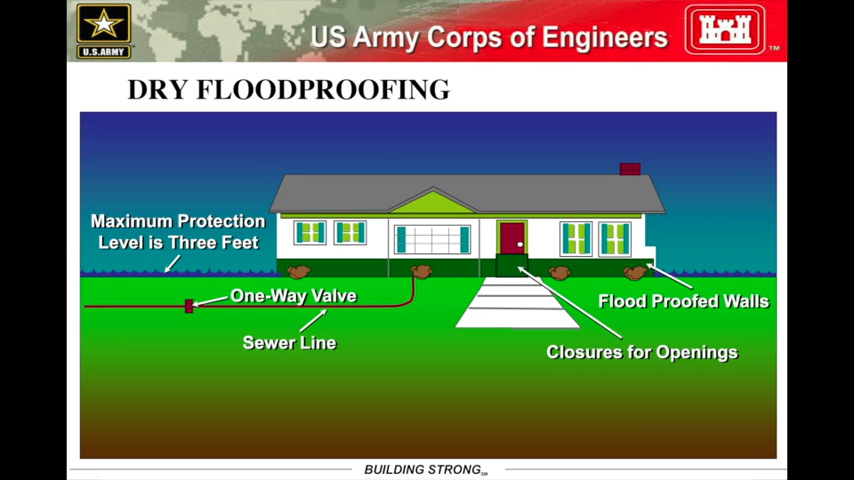 U.S.ARMY
US Army Corps of Engineers
TM
DRY FLOODPROOFING
Maximum Protection
Level is Three Feet
One-Way Valve
Sewer Line
Flood Proofed Walls
Closures for Openings
BUILDING STRONG SM